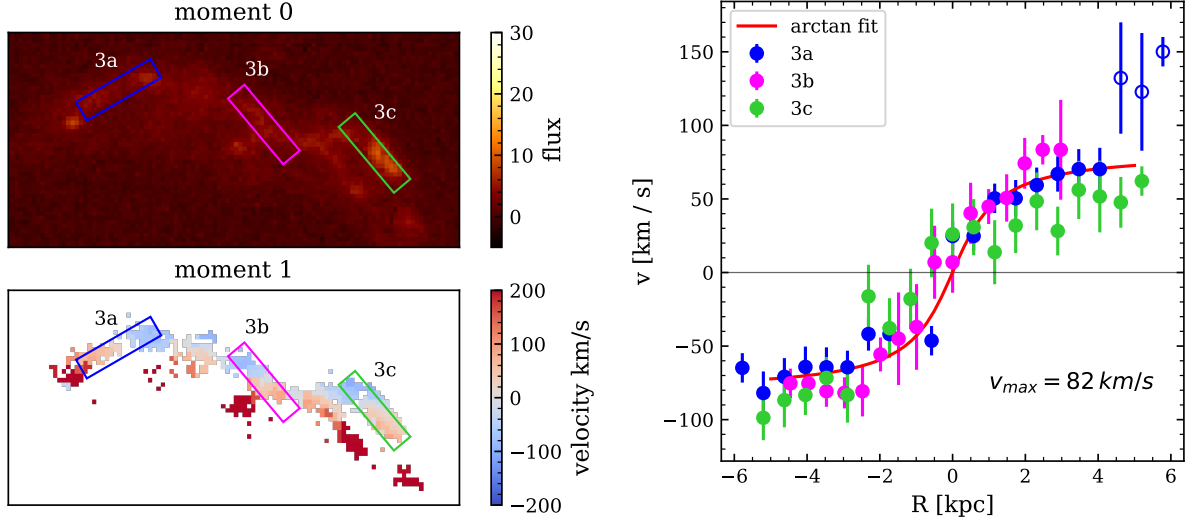 moment 0
3a
3b
3c
30
20
10
0
flux
moment 1
3a
3b
3c
200
100
0
−100
−200
velocity km/s
arctan fit
3a
3b
3c
150
100
50
0
−50
−100
v [km / s]
v_max = 82 km/s
−6
−4
−2
0
2
4
6
R [kpc]